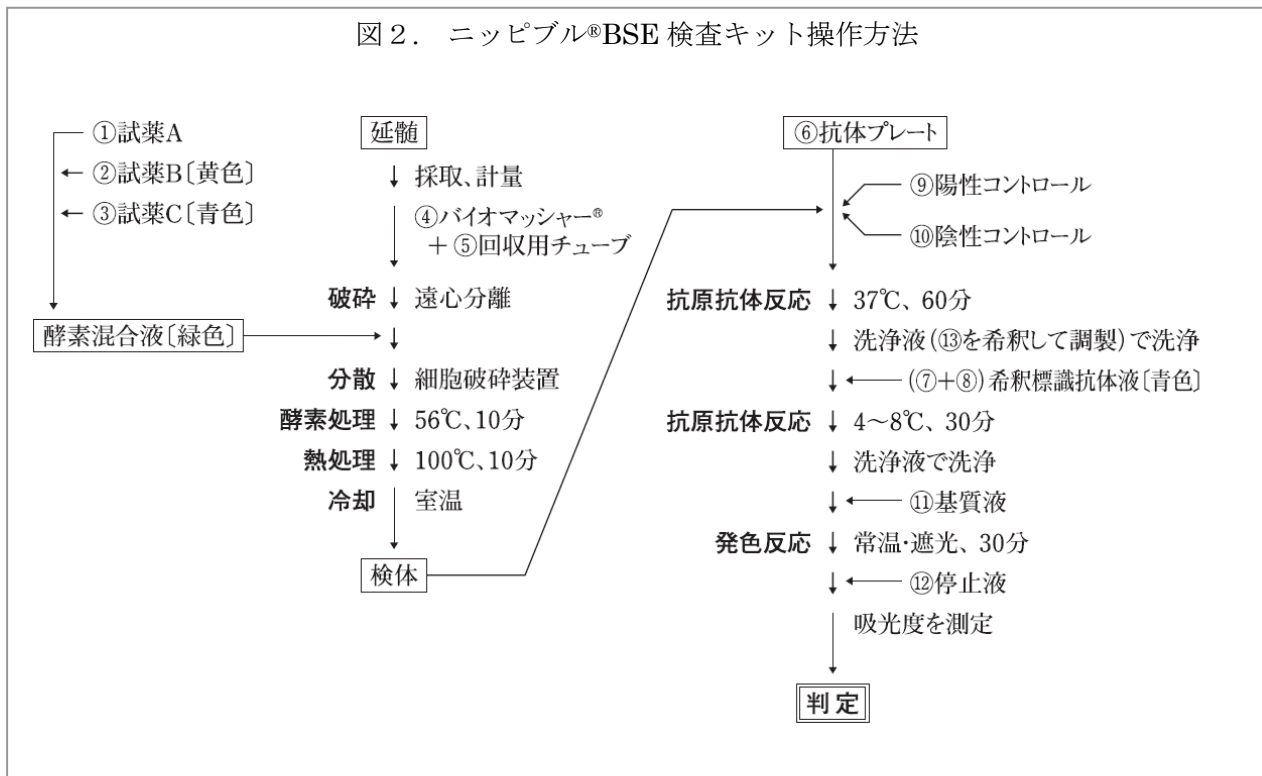 図２． ニッピブル®BSE 検査キット操作方法
①試薬A
②試薬B〔黄色〕
③試薬C〔青色〕
酵素混合液〔緑色〕
延髄
採取、計量
④バイオマッシャー®
＋⑤回収用チューブ
破砕 遠心分離
分散 細胞破砕装置
酵素処理 56℃、10分
熱処理 100℃、10分
冷却 室温
検体
⑥抗体プレート
⑨陽性コントロール
⑩陰性コントロール
抗原抗体反応 37℃、60分
洗浄液(⑬を希釈して調製)で洗浄
(⑦＋⑧)希釈標識抗体液〔青色〕
抗原抗体反応 4～8℃、30分
洗浄液で洗浄
⑪基質液
発色反応 常温・遮光、30分
⑫停止液
吸光度を測定
判定